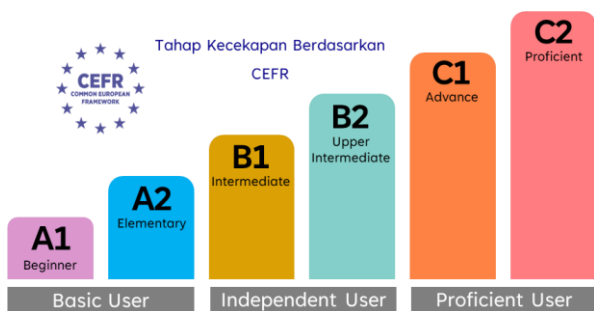 Tahap Kecekapan Berdasarkan
CEFR
CEFR
COMMON EUROPEAN
FRAMEWORK
A1
Beginner
A2
Elementary
B1
Intermediate
B2
Upper
Intermediate
C1
Advance
C2
Proficient
Basic User
Independent User
Proficient User